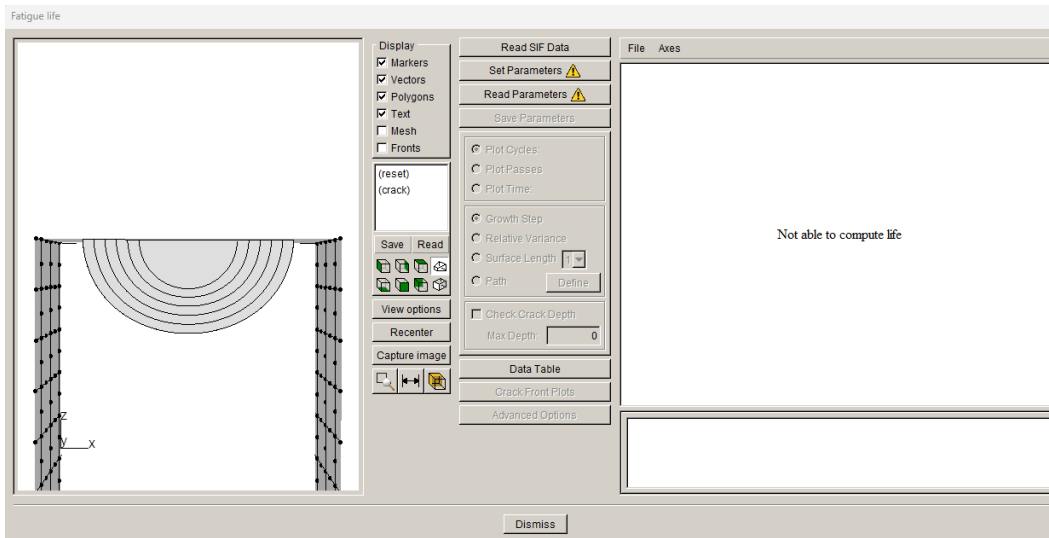 Fatigue life
Display
Markers
Vectors
Polygons
Text
Mesh
Fronts
(reset)
(crack)
Save Read
View options
Recenter
Capture image
z
y x
Read SIF Data
Set Parameters
Read Parameters
Save Parameters
Plot Cycles:
Plot Passes
Plot Time:
Growth Step
Relative Variance
Surface Length 1
Path Define
Check Crack Depth
Max Depth: 0
Data Table
Crack Front Plots
Advanced Options
File Axes
Not able to compute life
Dismiss